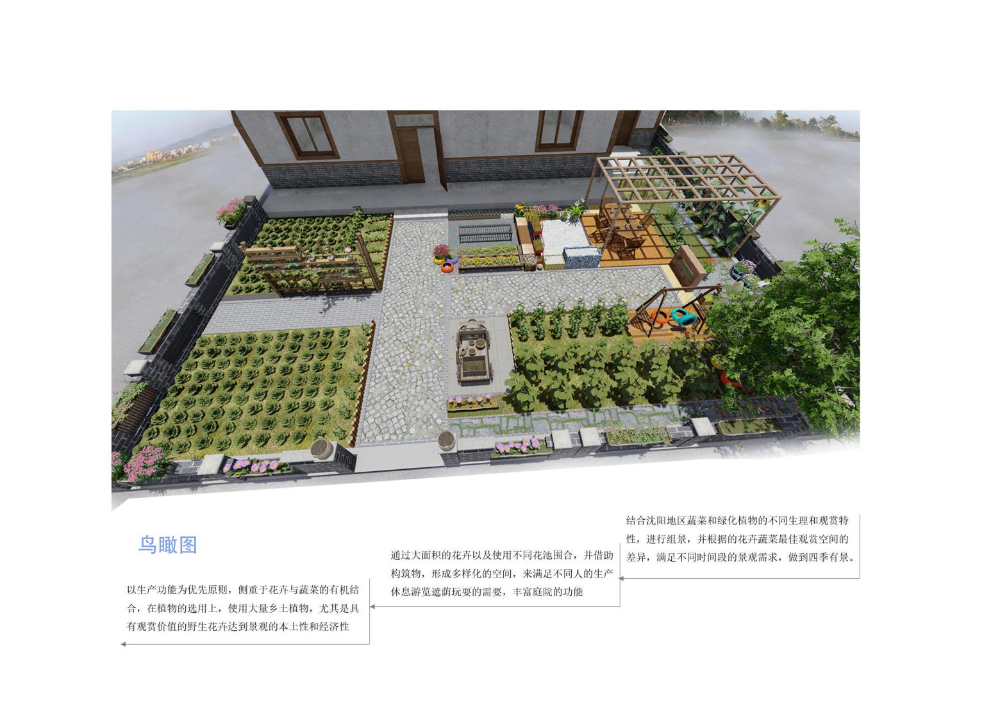 鸟瞰图
以生产功能为优先原则，侧重于花卉与蔬菜的有机结
合，在植物的选用上，使用大量乡土植物，尤其是具
有观赏价值的野生花卉达到景观的本土性和经济性
通过大面积的花卉以及使用不同花池围合，并借助
构筑物，形成多样化的空间，来满足不同人的生产
休息游览遮荫玩耍的需要，丰富庭院的功能
结合沈阳地区蔬菜和绿化植物的不同生理和观赏特
性，进行组景，并根据的花卉蔬菜最佳观赏空间的
差异，满足不同时间段的景观需求，做到四季有景。